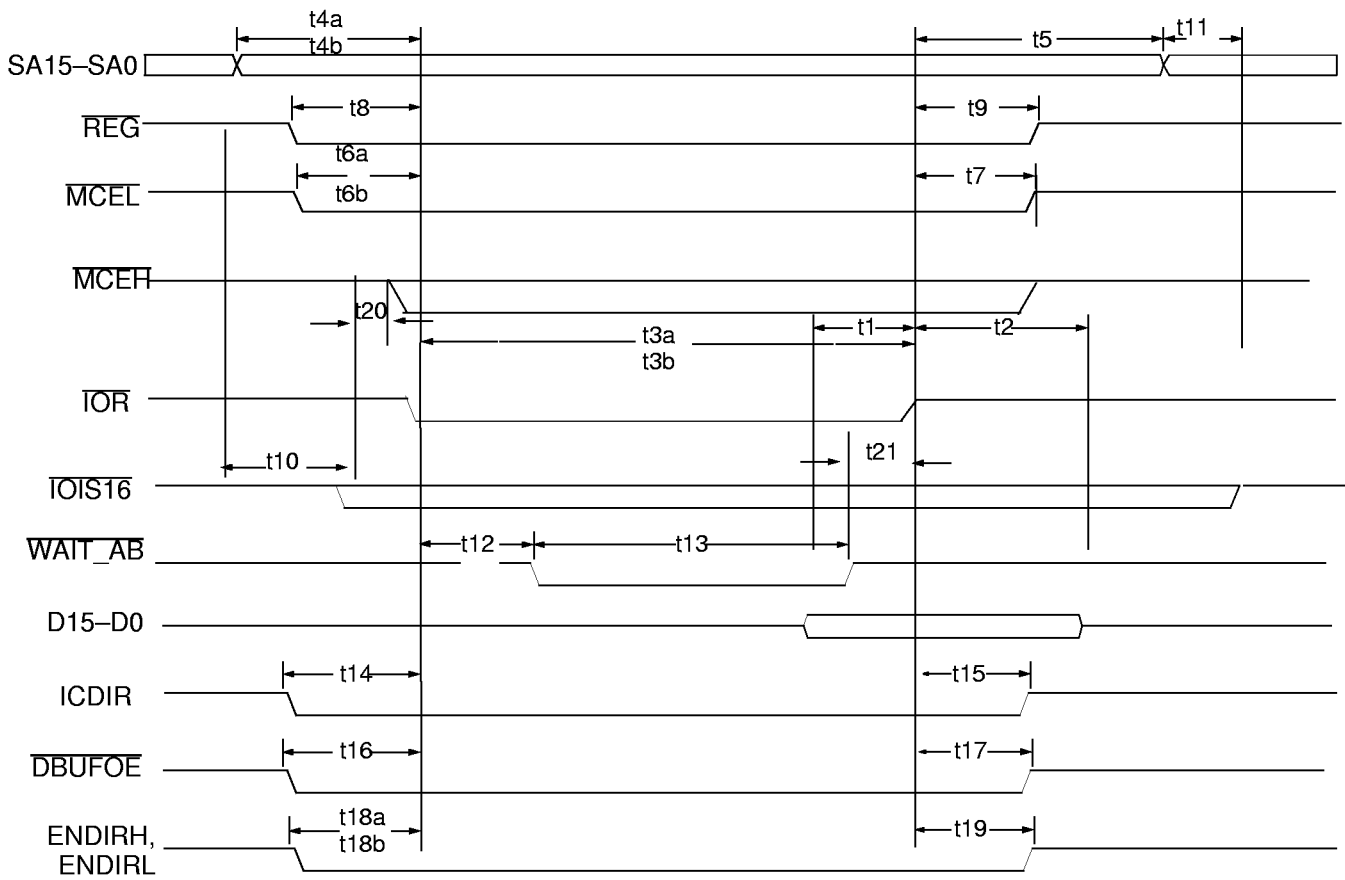 t4a
t4b
t5
t11
SA15–SA0
t8
t9
REG
t6a
t6b
t7
MCEL
MCEH
t20
t1
t2
t3a
t3b
IOR
t21
t10
IOIS16
WAIT_AB
t12
t13
D15–D0
t14
t15
ICDIR
t16
t17
DBUFOE
t18a
t18b
t19
ENDIRH,
ENDIRL